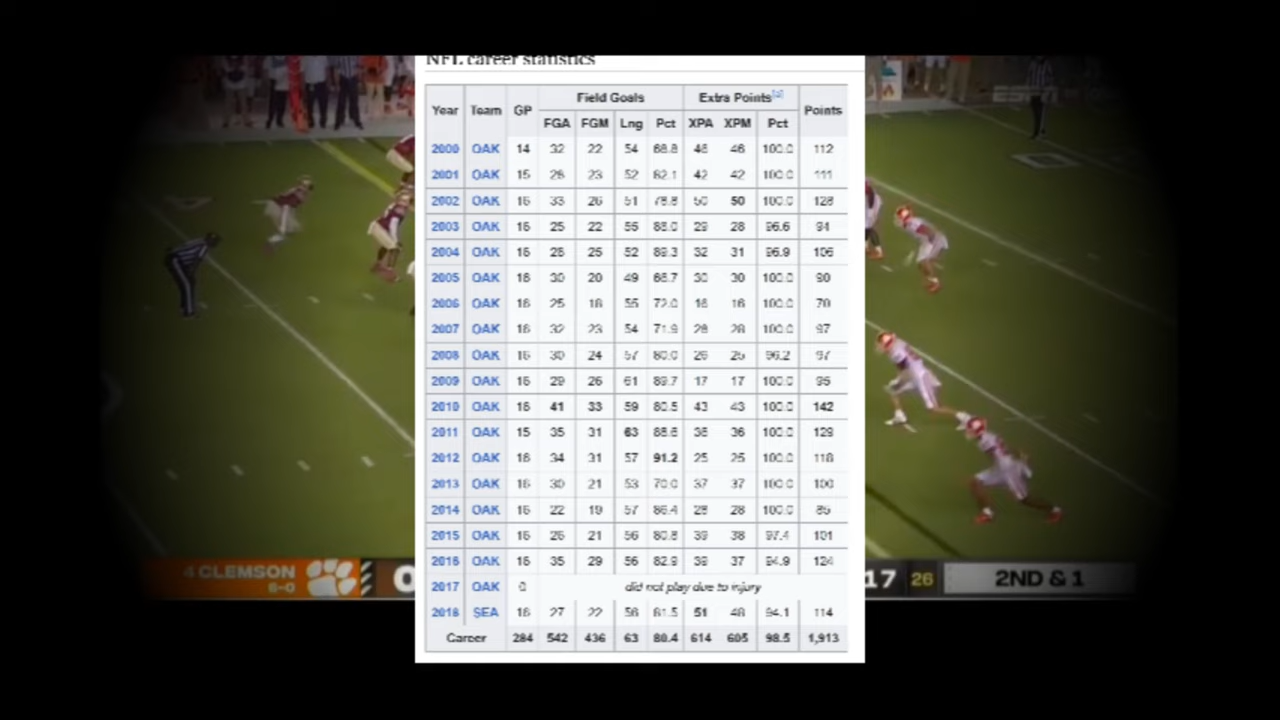 NFL career statistics
Year Team GP Field Goals Extra Points[2] Points
FGA FGM Lng Pct XPA XPM Pct
2000 OAK 14 32 22 54 68.8 46 46 100.0 112
2001 OAK 15 28 23 52 82.1 42 42 100.0 111
2002 OAK 16 33 26 51 78.8 50 50 100.0 128
2003 OAK 16 25 22 55 88.0 29 28 96.6 94
2004 OAK 16 28 25 52 89.3 32 31 96.9 106
2005 OAK 16 30 20 49 66.7 30 30 100.0 90
2006 OAK 16 25 18 55 72.0 16 16 100.0 70
2007 OAK 16 32 23 54 71.9 28 28 100.0 97
2008 OAK 16 30 24 57 80.0 26 25 96.2 97
2009 OAK 16 29 26 61 89.7 17 17 100.0 95
2010 OAK 16 41 33 59 80.5 43 43 100.0 142
2011 OAK 15 35 31 63 88.6 36 36 100.0 129
2012 OAK 16 34 31 57 91.2 25 25 100.0 118
2013 OAK 16 30 21 53 70.0 37 37 100.0 100
2014 OAK 16 22 19 57 86.4 28 28 100.0 85
2015 OAK 16 26 21 56 80.8 39 38 97.4 101
2016 OAK 16 35 29 56 82.9 39 37 94.9 124
2017 OAK 0 did not play due to injury
2018 SEA 16 27 22 56 81.5 51 48 94.1 114
Career 284 542 436 63 80.4 614 605 98.5 1,913
ESPN
4 CLEMSON 0 17 26 2ND & 1
6-0